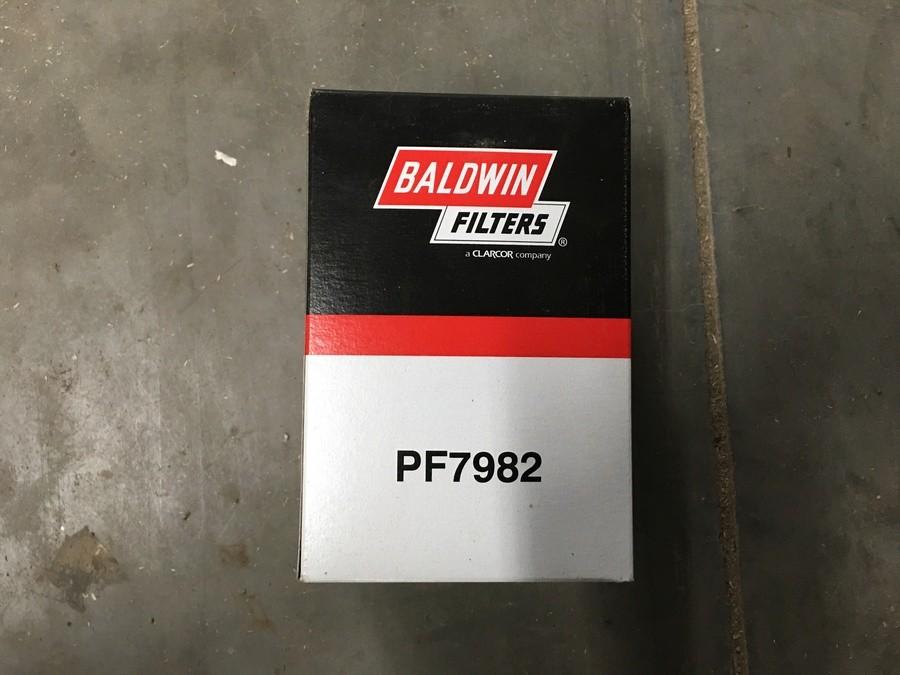 BALDWIN
FILTERS®
a CLARCOR company
PF7982